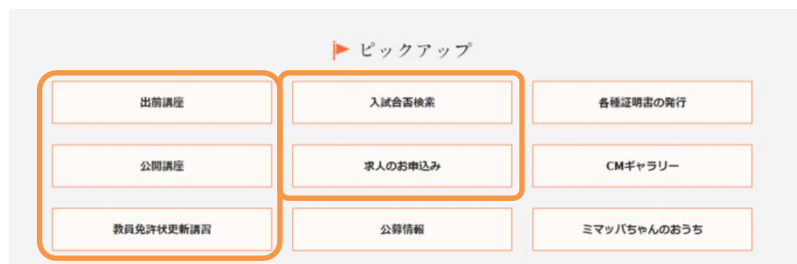 ピックアップ
出前講座
入試合否検索
各種証明書の発行
公開講座
求人のお申込み
CMギャラリー
教員免許状更新講習
公募情報
ミマッパちゃんのおうち